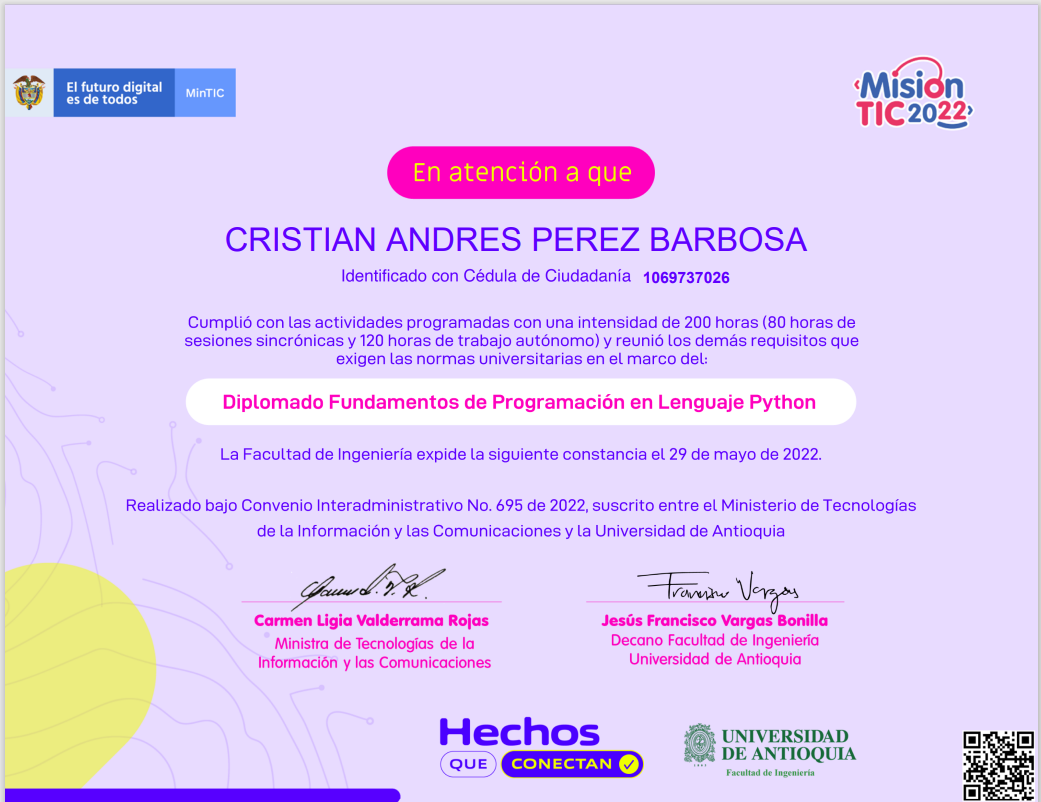 El futuro digital
es de todos
MinTIC
Misión
TIC 2022
En atención a que
CRISTIAN ANDRES PEREZ BARBOSA
Identificado con Cédula de Ciudadanía 1069737026
Cumplió con las actividades programadas con una intensidad de 200 horas (80 horas de
sesiones sincrónicas y 120 horas de trabajo autónomo) y reunió los demás requisitos que
exigen las normas universitarias en el marco del:
Diplomado Fundamentos de Programación en Lenguaje Python
La Facultad de Ingeniería expide la siguiente constancia el 29 de mayo de 2022.
Realizado bajo Convenio Interadministrativo No. 695 de 2022, suscrito entre el Ministerio de Tecnologías
de la Información y las Comunicaciones y la Universidad de Antioquia
Francisco Vargas
Carmen Ligia Valderrama Rojas
Ministra de Tecnologías de la
Información y las Comunicaciones
Jesús Francisco Vargas Bonilla
Decano Facultad de Ingeniería
Universidad de Antioquia
Hechos
QUE CONECTAN
UNIVERSIDAD
DE ANTIOQUIA
Facultad de Ingeniería